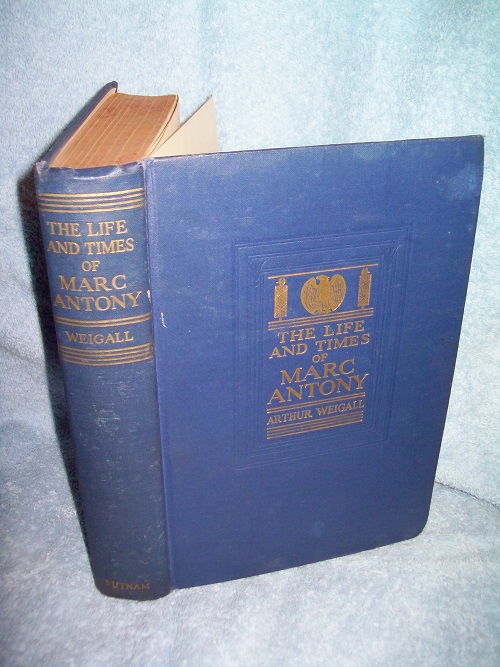 THE LIFE
AND TIMES
OF
MARC
ANTONY
WEIGALL
PUTNAM
THE LIFE
AND TIMES
OF
MARC
ANTONY
ARTHUR WEIGALL